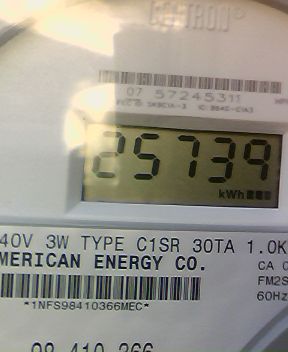 07 57245311
25739
kWh
40V 3W TYPE C1SR 30TA 1.0K
MERICAN ENERGY CO.
CA 0
FM2S
60Hz
*1NFS98410366MEC*
98 410 366